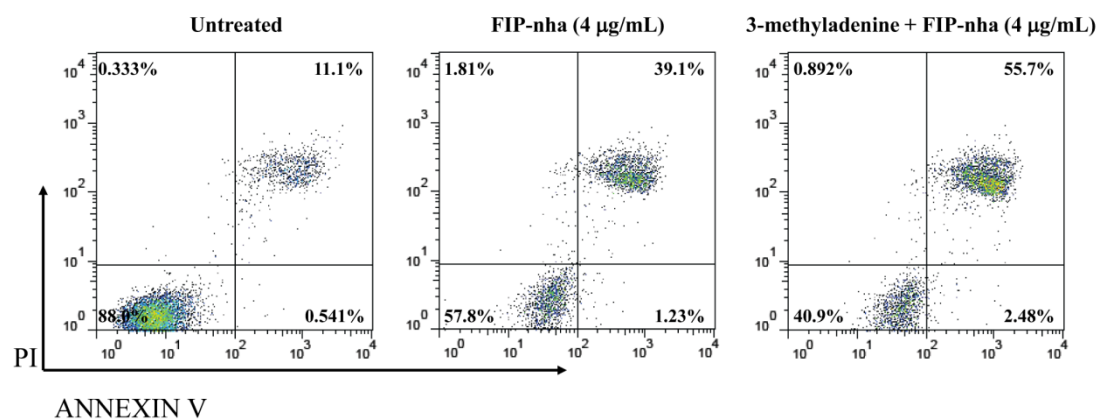 Untreated
FIP-nha (4 μg/mL)
3-methyladenine + FIP-nha (4 μg/mL)
10^4 0.333% 11.1%
10^3
10^2
10^1
10^0 88.0% 0.541%
10^0 10^1 10^2 10^3 10^4
10^4 1.81% 39.1%
10^3
10^2
10^1
10^0 57.8% 1.23%
10^0 10^1 10^2 10^3 10^4
10^4 0.892% 55.7%
10^3
10^2
10^1
10^0 40.9% 2.48%
10^0 10^1 10^2 10^3 10^4
PI
ANNEXIN V